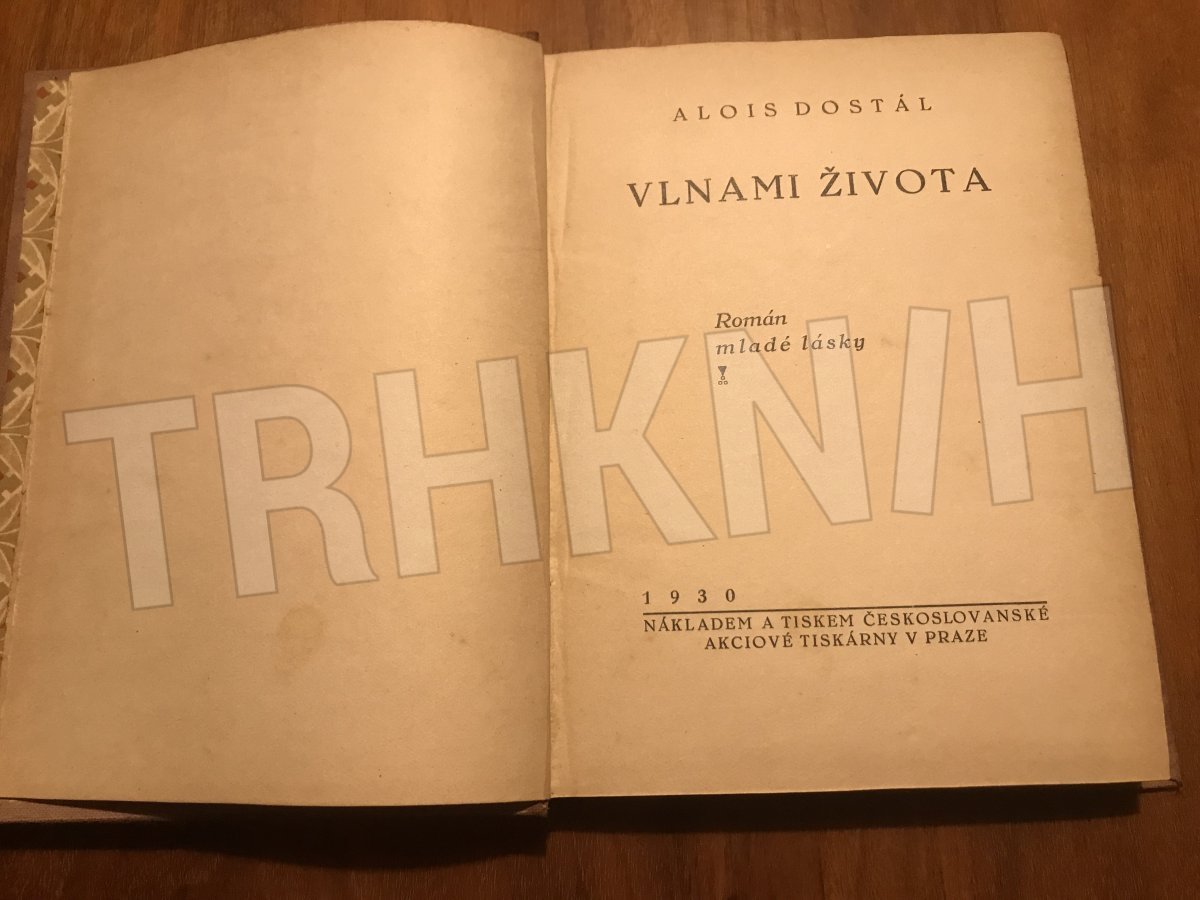 ALOIS DOSTÁL
VLNAMI ŽIVOTA
Román
mladé lásky
TRHKNIH
1930
NÁKLADEM A TISKEM ČESKOSLOVANSKÉ
AKCIOVÉ TISKÁRNY V PRAZE